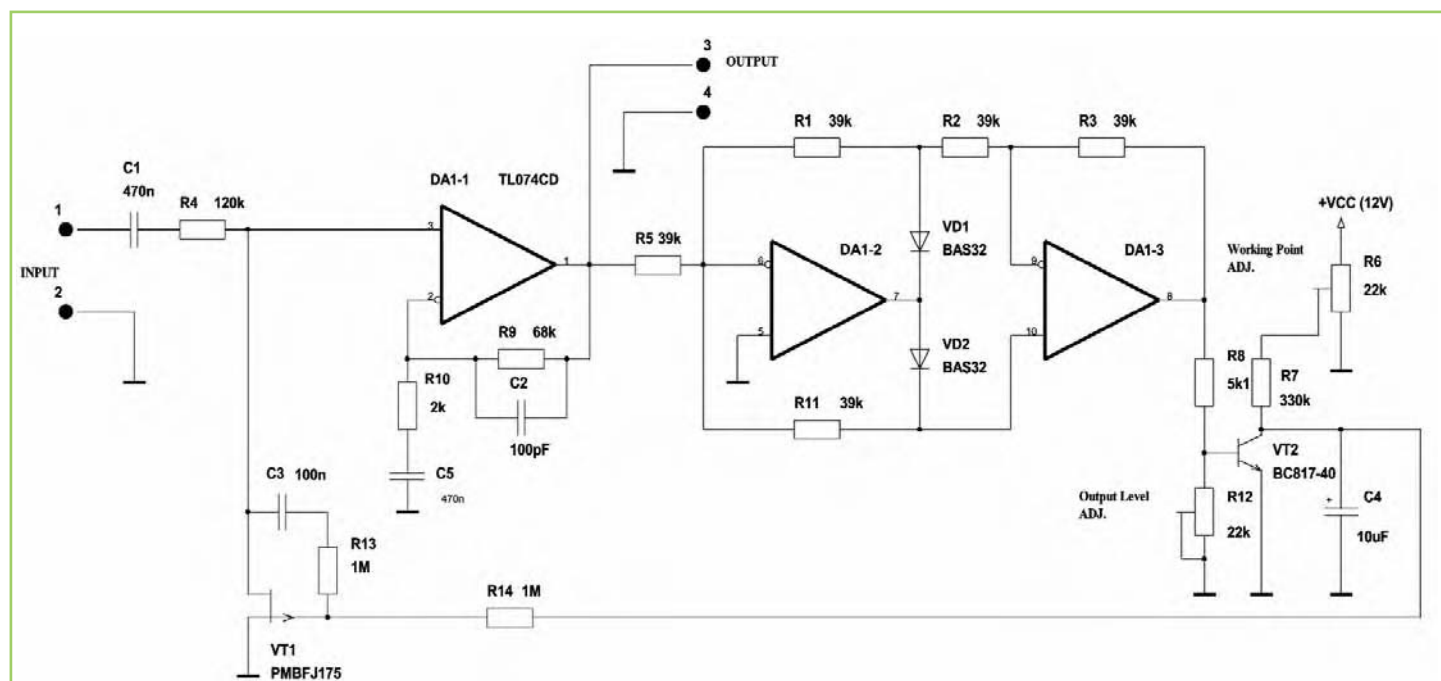 3
OUTPUT
4
R1 39k
R2 39k
R3 39k
C1
470n
R4 120k
DA1-1 TL074CD
1
3
2
1
INPUT
2
R5 39k
6
5
7
DA1-2
VD1
BAS32
VD2
BAS32
9
10
8
DA1-3
+VCC (12V)
Working Point
ADJ.
R6
22k
R9 68k
C2
100pF
R10
2k
C5
470n
R11 39k
R8
5k1
R7
330k
VT2
BC817-40
Output Level
ADJ.
R12
22k
+
C4
10uF
C3 100n
R13
1M
R14 1M
VT1
PMBFJ175